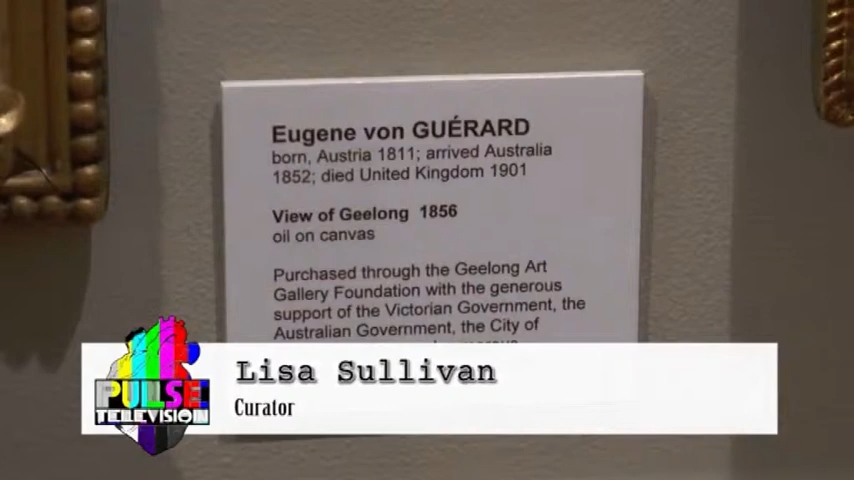 Eugene von GUÉRARD
born, Austria 1811; arrived Australia
1852; died United Kingdom 1901
View of Geelong 1856
oil on canvas
Purchased through the Geelong Art
Gallery Foundation with the generous
support of the Victorian Government, the
Australian Government, the City of
Lisa Sullivan
Curator
PULSE
TELEVISION